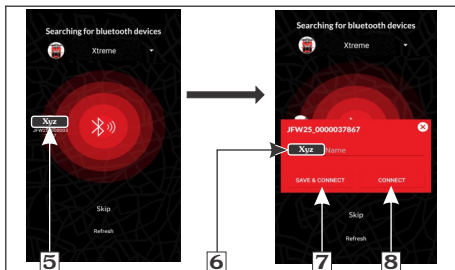 Searching for bluetooth devices
Xtreme
Xyz
Skip
Refresh
5
Searching for bluetooth devices
Xtreme
JFW25_0000037867
Xyz Name
SAVE & CONNECT
CONNECT
Skip
Refresh
6
7
8